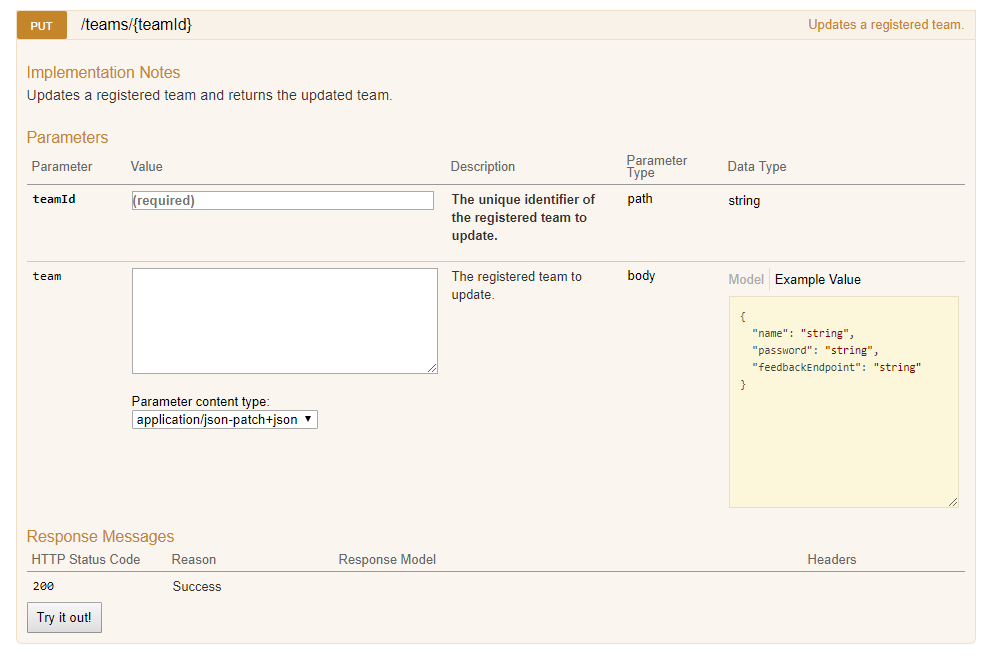 PUT /teams/{teamId} Updates a registered team.
Implementation Notes
Updates a registered team and returns the updated team.
Parameters
Parameter Value Description Parameter Type Data Type
teamId (required) The unique identifier of the registered team to update. path string
team The registered team to update. body Model Example Value
{
"name": "string",
"password": "string",
"feedbackEndpoint": "string"
}
Parameter content type:
application/json-patch+json
Response Messages
HTTP Status Code Reason Response Model Headers
200 Success
Try it out!